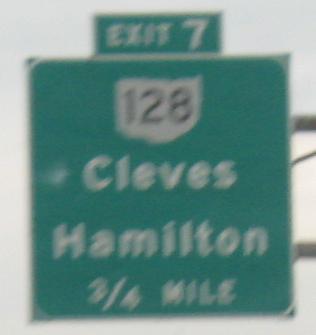 EXIT 7
128
Cleves
Hamilton
3/4 MILE